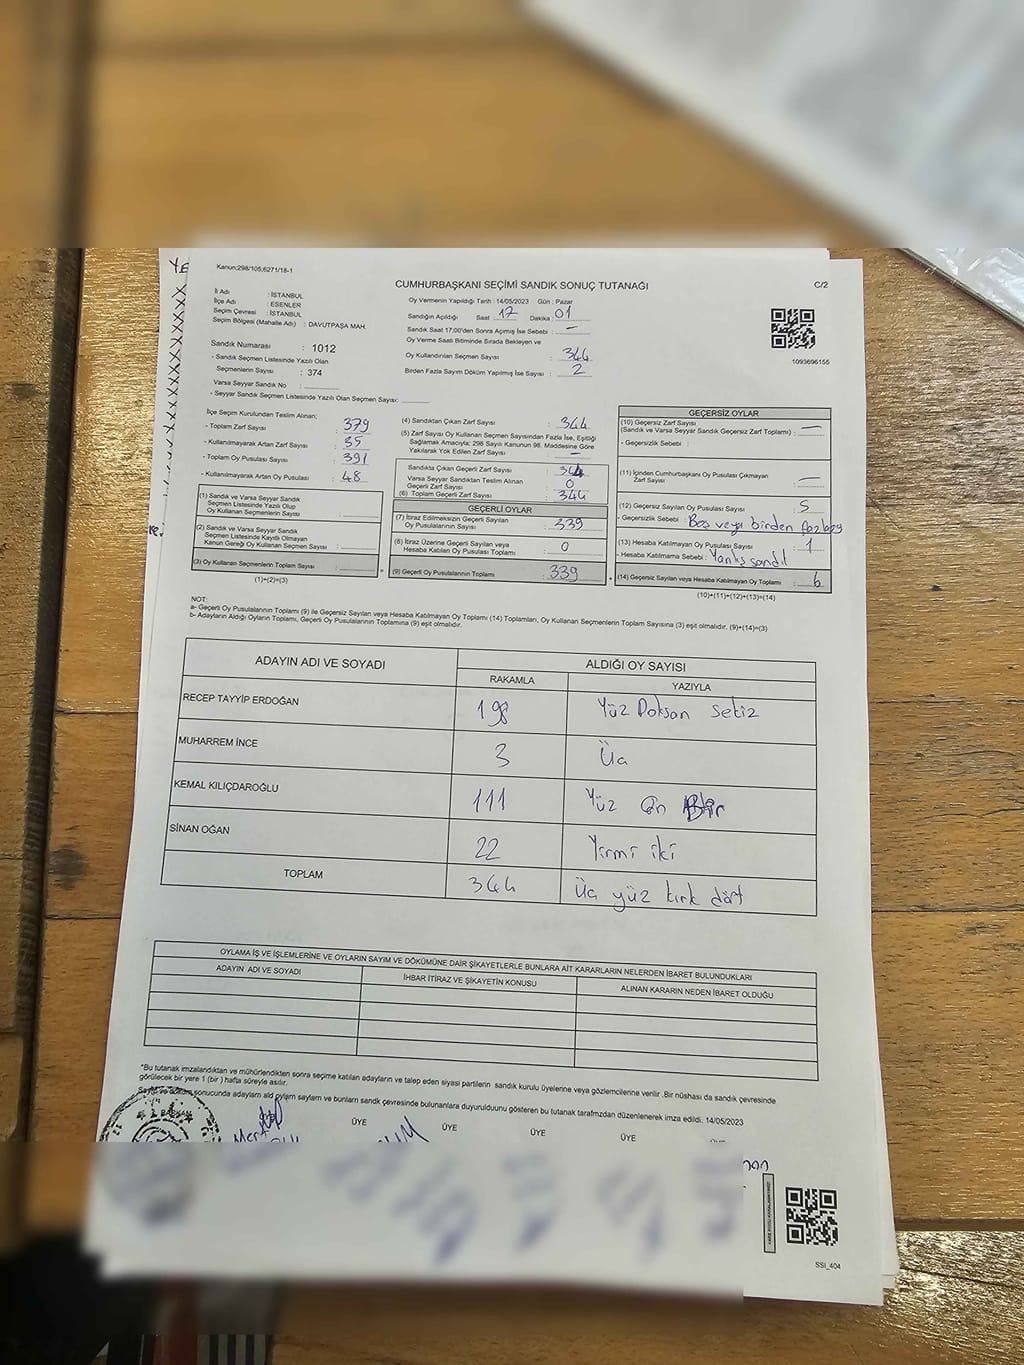 Kanun;298/105;6271/18-1
CUMHURBAŞKANI SEÇİMİ SANDIK SONUÇ TUTANAĞI
C/2
İl Adı : İSTANBUL
İlçe Adı : ESENLER
Seçim Çevresi : İSTANBUL
Seçim Bölgesi (Mahalle Adı) : DAVUTPAŞA MAH.
Sandık Numarası : 1012
- Sandık Seçmen Listesinde Yazılı Olan
Seçmenlerin Sayısı : 374
Varsa Seyyar Sandık No :
- Seyyar Sandık Seçmen Listesinde Yazılı Olan Seçmen Sayısı:
Oy Vermenin Yapıldığı Tarih : 14/05/2023 Gün : Pazar
Sandığın Açıldığı Saat : 17 Dakika : 01
Sandık Saat 17:00'den Sonra Açımış İse Sebebi : —
Oy Verme Saati Bitiminde Sırada Bekleyen ve
Oy Kullandırılan Seçmen Sayısı : 344
Birden Fazla Sayım Döküm Yapılmış İse Sayısı : 2
1093696155
İlçe Seçim Kurulundan Teslim Alınan;
- Toplam Zarf Sayısı : 379
- Kullanılmayarak Artan Zarf Sayısı : 35
- Toplam Oy Pusulası Sayısı : 391
- Kullanılmayarak Artan Oy Pusulası : 48
(1) Sandık ve Varsa Seyyar Sandık
Seçmen Listesinde Yazılı Olup
Oy Kullanan Seçmen Sayısı :
(2) Sandık ve Varsa Seyyar Sandık
Seçmen Listesinde Kayıtlı Olmayan
Kanun Gereği Oy Kullanan Seçmen Sayısı :
(3) Oy Kullanan Seçmenlerin Toplam Sayısı :
(1)+(2)=(3)
(4) Sandıktan Çıkan Zarf Sayısı : 344
(5) Zarf Sayısı Oy Kullanan Seçmen Sayısından Fazla İse, Eşitliği
Sağlamak Amacıyla; 298 Sayılı Kanunun 98. Maddesine Göre
Yakılarak Yok Edilen Zarf Sayısı : —
Sandıkta Çıkan Geçerli Zarf Sayısı : 344
Varsa Seyyar Sandıktan Teslim Alınan
Geçerli Zarf Sayısı : 0
(6) Toplam Geçerli Zarf Sayısı : 344
GEÇERLİ OYLAR
(7) İtiraz Edilmeksizin Geçerli Sayılan
Oy Pusulalarının Sayısı : 339
(8) İtiraz Üzerine Geçerli Sayılan veya
Hesaba Katılan Oy Pusulası Toplamı : 0
(9) Geçerli Oy Pusulalarının Toplamı : 339
GEÇERSİZ OYLAR
(10) Geçersiz Zarf Sayısı
(Sandık ve Varsa Seyyar Sandık Geçersiz Zarf Toplamı) : —
- Geçersizlik Sebebi :
(11) İçinden Cumhurbaşkanı Oy Pusulası Çıkmayan
Zarf Sayısı : —
(12) Geçersiz Sayılan Oy Pusulası Sayısı : 5
- Geçersizlik Sebebi : Boş veya birden fazla oy
(13) Hesaba Katılmayan Oy Pusulası Sayısı : 1
- Hesaba Katılmama Sebebi : Yanlış sandık
(14) Geçersiz Sayılan veya Hesaba Katılmayan Oy Toplamı : 6
(10)+(11)+(12)+(13)=(14)
NOT:
a- Geçerli Oy Pusulaların Toplamı (9) ile Geçersiz Sayılan veya Hesaba Katılmayan Oy Toplamı (14) Toplamları, Oy Kullanan Seçmenlerin Toplam Sayısına (3) eşit olmalıdır. (9)+(14)=(3)
b- Adayların Aldığı Oyların Toplamı, Geçerli Oy Pusulalarının Toplamına (9) eşit olmalıdır.
ADAYIN ADI VE SOYADI
ALDIĞI OY SAYISI
RAKAMLA YAZIYLA
RECEP TAYYİP ERDOĞAN 198 Yüz Doksan Sekiz
MUHARREM İNCE 3 Üç
KEMAL KILIÇDAROĞLU 111 Yüz On Bir
SİNAN OĞAN 22 Yirmi iki
TOPLAM 344 Üç yüz kırk dört
OYLAMA İŞ VE İŞLEMLERİNE VE OYLARIN SAYIM VE DÖKÜMÜNE DAİR ŞİKAYETLERLE BUNLARA AİT KARARLARIN NELERDEN İBARET BULUNDUKLARI
ADAYIN ADI VE SOYADI İHBAR İTİRAZ VE ŞİKAYETİN KONUSU ALINAN KARARIN NEDEN İBARET OLDUĞU
"Bu tutanak imzalandıktan ve mühürlendikten sonra seçime katılan adayların ve talep eden siyasi partilerin sandık kurulu üyelerine veya gözlemcilerine verilir .Bir nüshası da sandık çevresinde
görülecek bir yere 1 (bir ) hafta süreyle asılır.
Sayım ve döküm sonucunda adayların ald oyların sayların ve bunların sandık çevresinde bulunanlara duyurulduunu gösteren bu tutanak tarafmzdan düzenlenerek imza edildi. 14/05/2023
ÜYE ÜYE ÜYE ÜYE
SSI_404